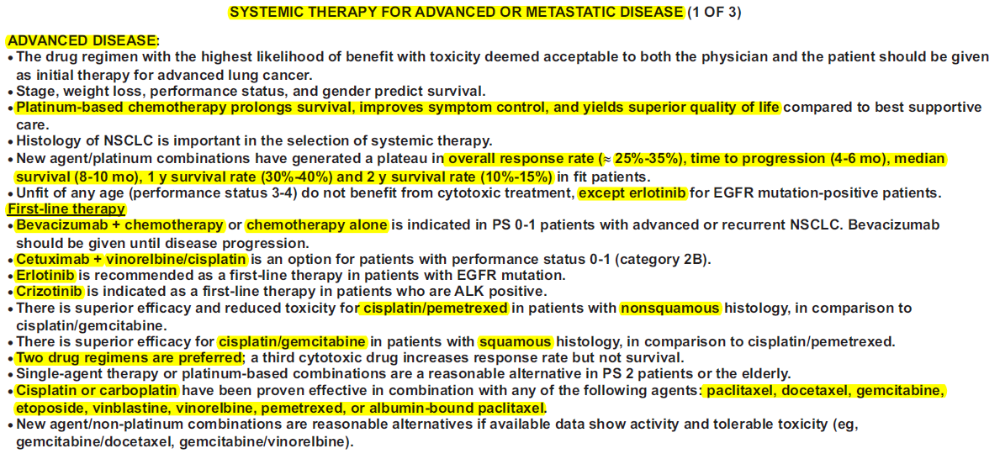 SYSTEMIC THERAPY FOR ADVANCED OR METASTATIC DISEASE (1 OF 3)
ADVANCED DISEASE:
• The drug regimen with the highest likelihood of benefit with toxicity deemed acceptable to both the physician and the patient should be given
as initial therapy for advanced lung cancer.
• Stage, weight loss, performance status, and gender predict survival.
• Platinum-based chemotherapy prolongs survival, improves symptom control, and yields superior quality of life compared to best supportive
care.
• Histology of NSCLC is important in the selection of systemic therapy.
• New agent/platinum combinations have generated a plateau in overall response rate (≈ 25%-35%), time to progression (4-6 mo), median
survival (8-10 mo), 1 y survival rate (30%-40%) and 2 y survival rate (10%-15%) in fit patients.
• Unfit of any age (performance status 3-4) do not benefit from cytotoxic treatment, except erlotinib for EGFR mutation-positive patients.
First-line therapy
• Bevacizumab + chemotherapy or chemotherapy alone is indicated in PS 0-1 patients with advanced or recurrent NSCLC. Bevacizumab
should be given until disease progression.
• Cetuximab + vinorelbine/cisplatin is an option for patients with performance status 0-1 (category 2B).
• Erlotinib is recommended as a first-line therapy in patients with EGFR mutation.
• Crizotinib is indicated as a first-line therapy in patients who are ALK positive.
• There is superior efficacy and reduced toxicity for cisplatin/pemetrexed in patients with nonsquamous histology, in comparison to
cisplatin/gemcitabine.
• There is superior efficacy for cisplatin/gemcitabine in patients with squamous histology, in comparison to cisplatin/pemetrexed.
• Two drug regimens are preferred; a third cytotoxic drug increases response rate but not survival.
• Single-agent therapy or platinum-based combinations are a reasonable alternative in PS 2 patients or the elderly.
• Cisplatin or carboplatin have been proven effective in combination with any of the following agents: paclitaxel, docetaxel, gemcitabine,
etoposide, vinblastine, vinorelbine, pemetrexed, or albumin-bound paclitaxel.
• New agent/non-platinum combinations are reasonable alternatives if available data show activity and tolerable toxicity (eg,
gemcitabine/docetaxel, gemcitabine/vinorelbine).